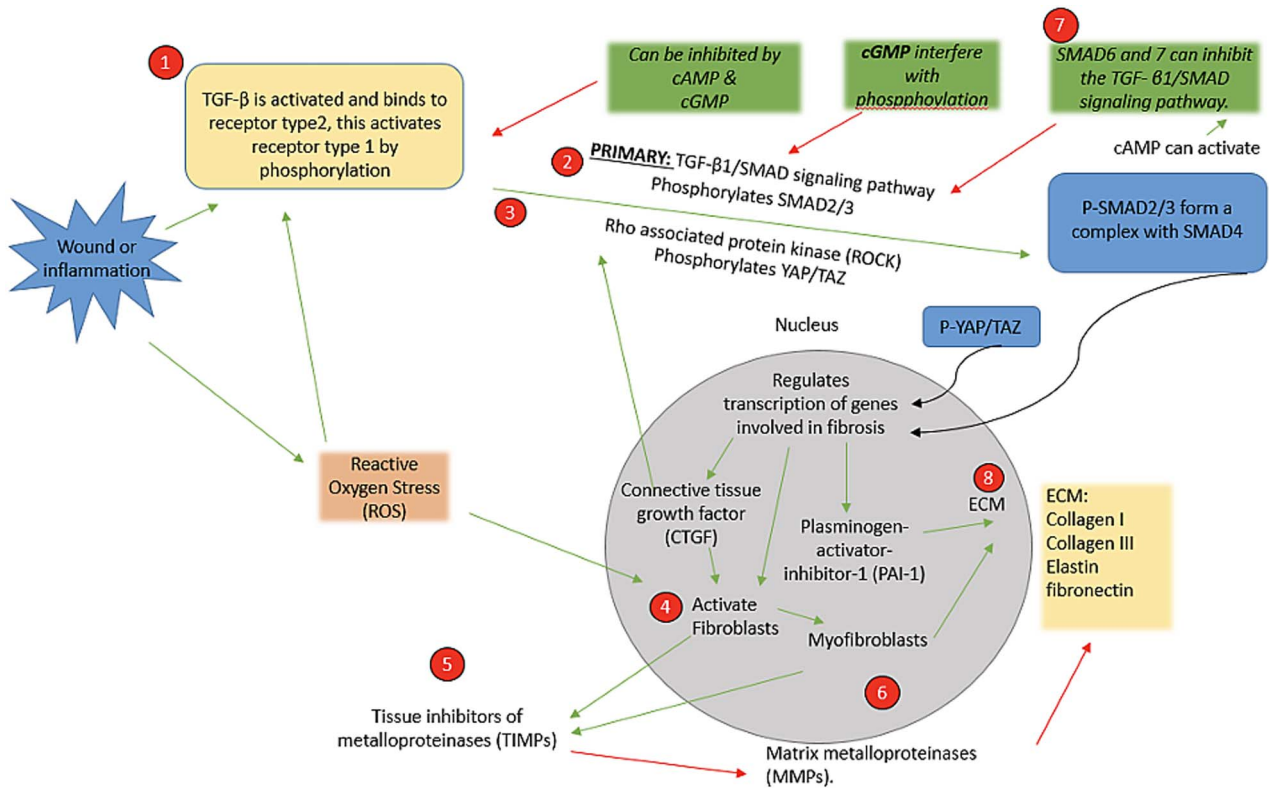 1
TGF-β is activated and binds to
receptor type2, this activates
receptor type 1 by
phosphorylation
Can be inhibited by
cAMP &
cGMP
cGMP interfere
with
phospphovlation
7
SMAD6 and 7 can inhibit
the TGF- β1/SMAD
signaling pathway.
cAMP can activate
2
PRIMARY: TGF-β1/SMAD signaling pathway
Phosphorylates SMAD2/3
3
Rho associated protein kinase (ROCK)
Phosphorylates YAP/TAZ
P-SMAD2/3 form a
complex with SMAD4
Wound or
inflammation
Nucleus
P-YAP/TAZ
Regulates
transcription of genes
involved in fibrosis
Reactive
Oxygen Stress
(ROS)
Connective tissue
growth factor
(CTGF)
Plasminogen-
activator-
inhibitor-1 (PAI-1)
8
ECM
ECM:
Collagen I
Collagen III
Elastin
fibronectin
4
Activate
Fibroblasts
Myofibroblasts
5
6
Tissue inhibitors of
metalloproteinases (TIMPs)
Matrix metalloproteinases
(MMPs).